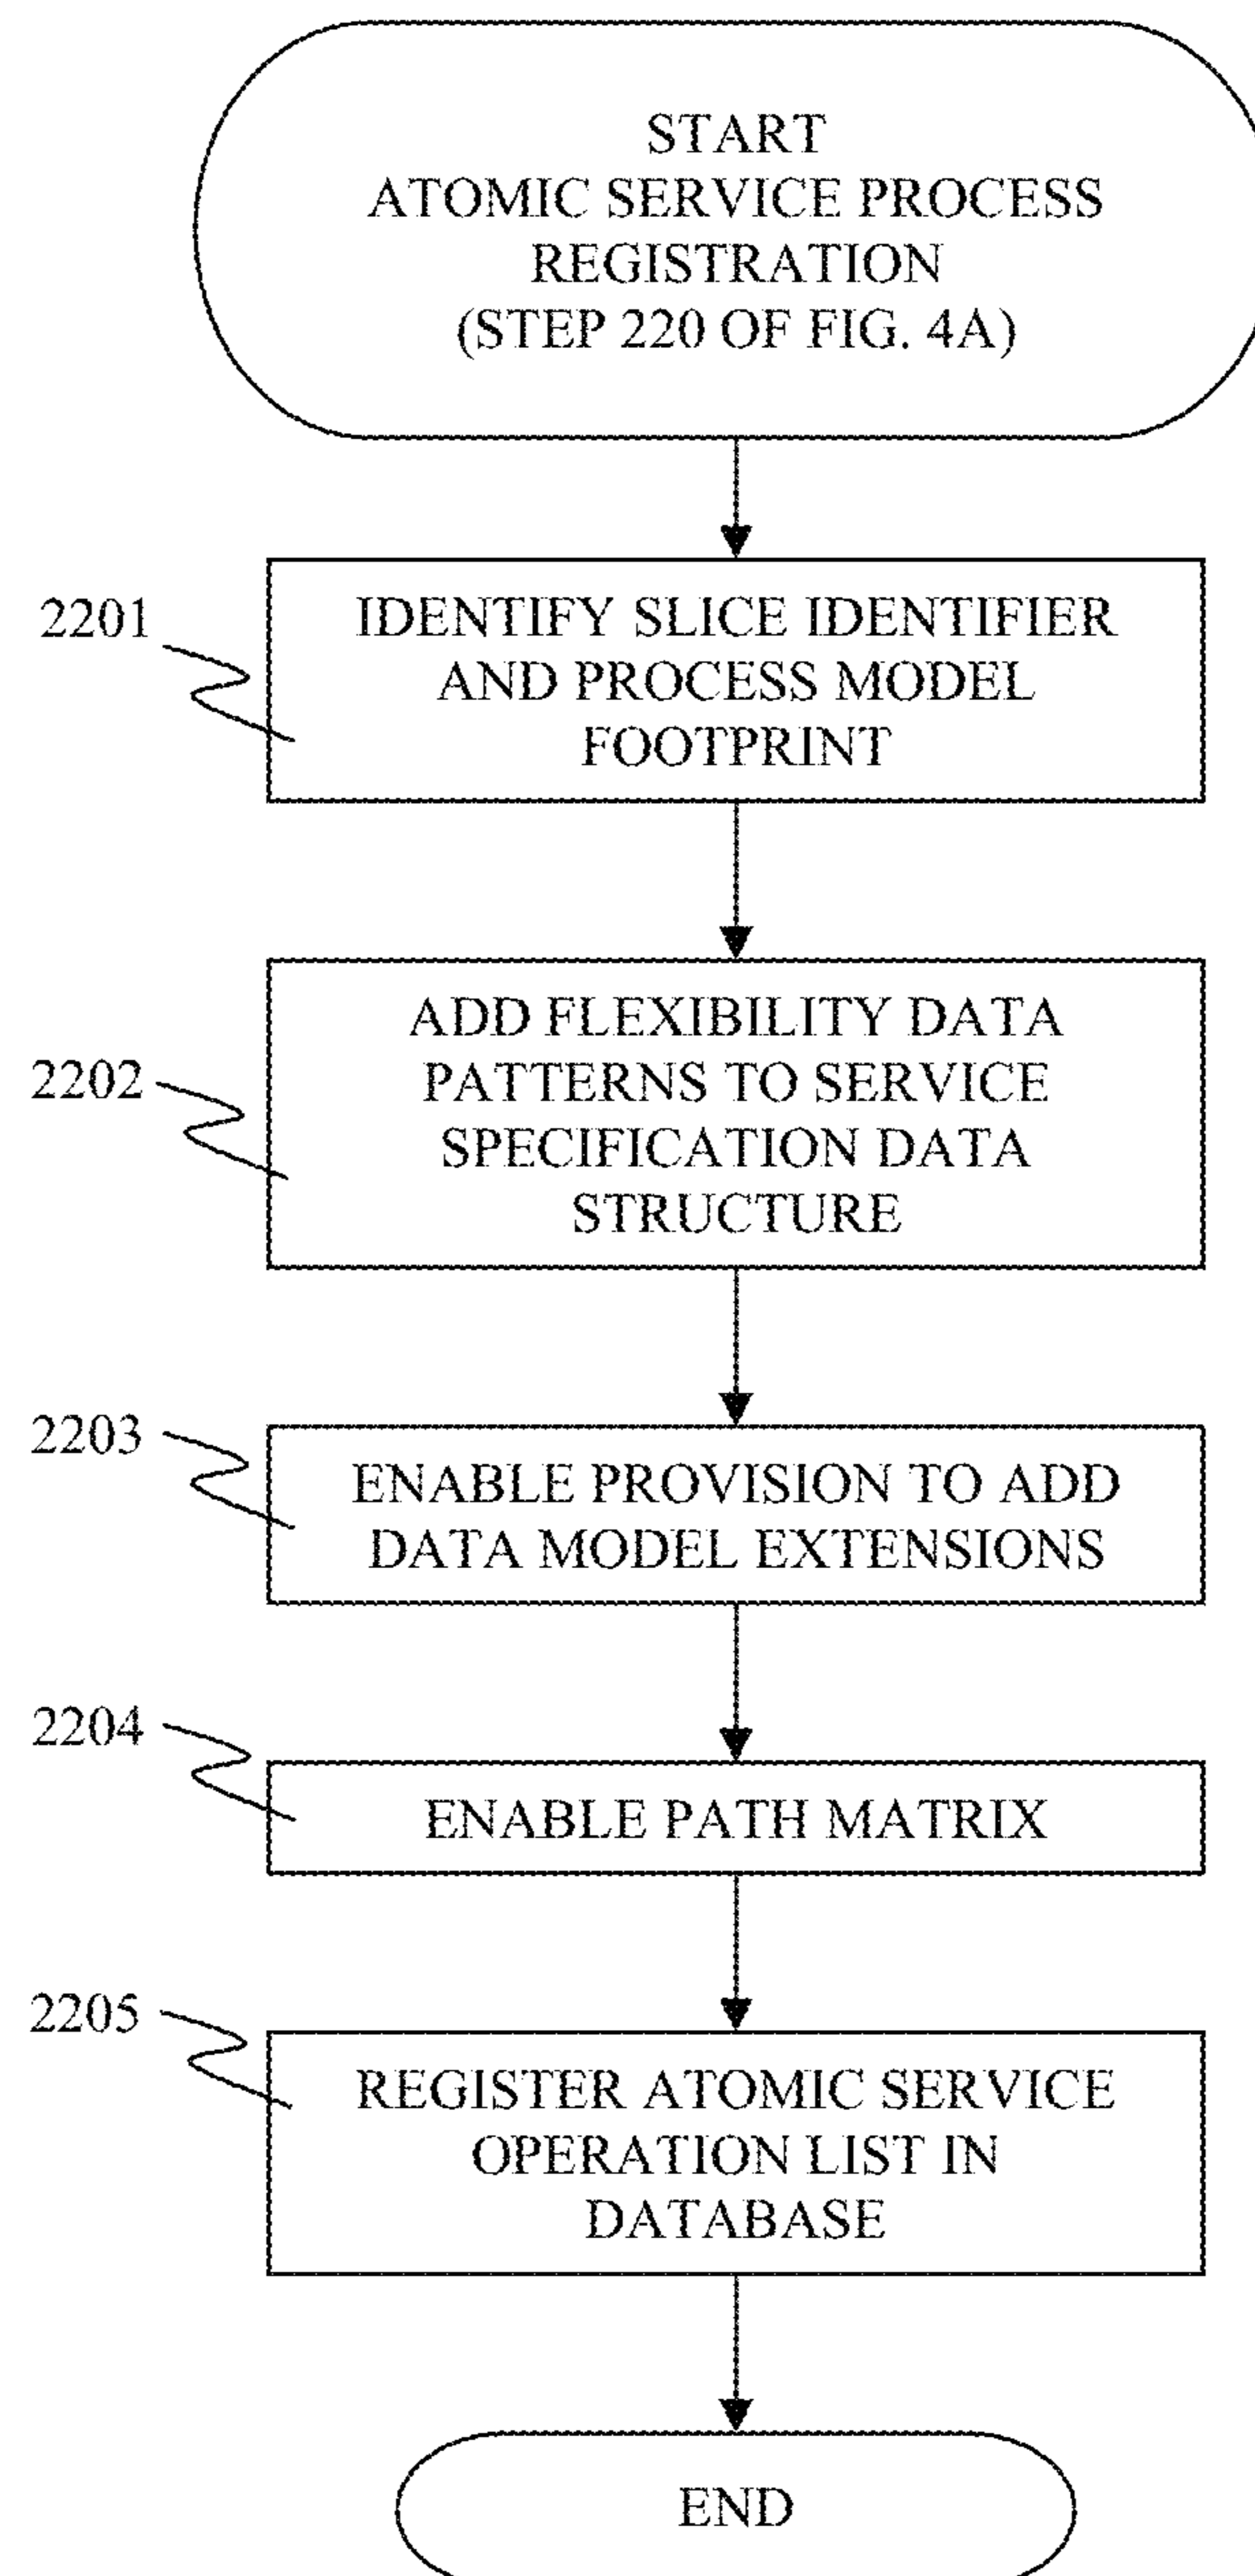 START
ATOMIC SERVICE PROCESS
REGISTRATION
(STEP 220 OF FIG. 4A)
2201
IDENTIFY SLICE IDENTIFIER
AND PROCESS MODEL
FOOTPRINT
2202
ADD FLEXIBILITY DATA
PATTERNS TO SERVICE
SPECIFICATION DATA
STRUCTURE
2203
ENABLE PROVISION TO ADD
DATA MODEL EXTENSIONS
2204
ENABLE PATH MATRIX
2205
REGISTER ATOMIC SERVICE
OPERATION LIST IN
DATABASE
END